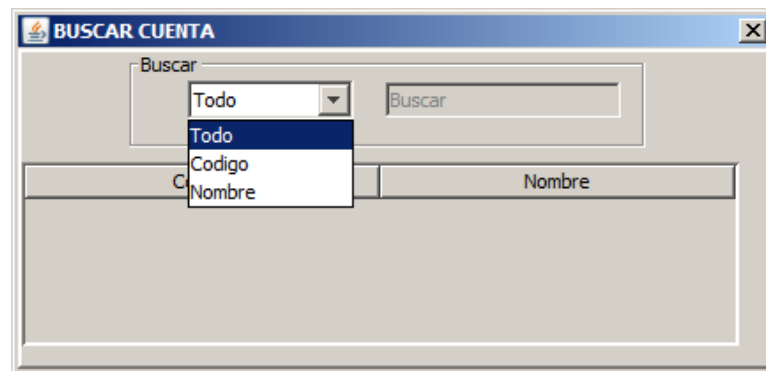 BUSCAR CUENTA
Buscar
Todo Buscar
Todo
Codigo
Nombre
Nombre